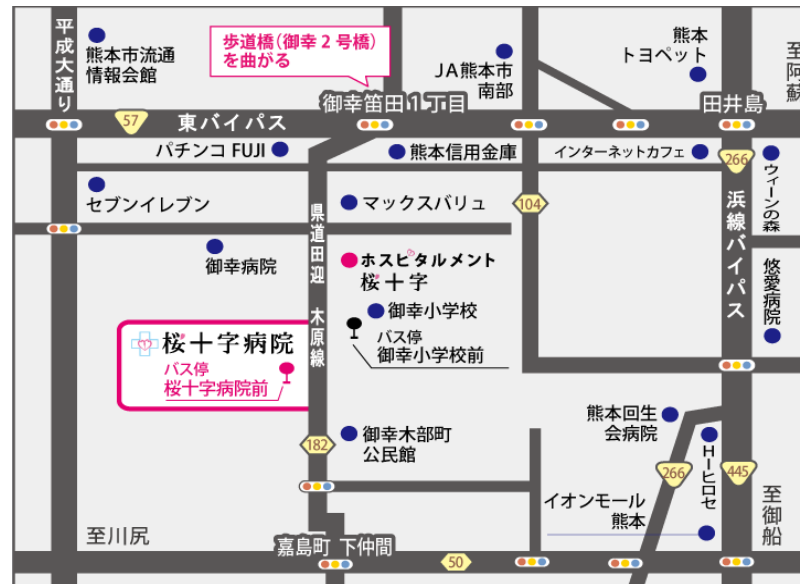 平成大通り
熊本市流通
情報会館
歩道橋（御幸2号橋）
を曲がる
JA熊本市
南部
熊本
トヨペット
至阿蘇
御幸笛田1丁目
田井島
57
東バイパス
パチンコ FUJI
熊本信用金庫
インターネットカフェ
266
ウィーンの森
セブンイレブン
県道田迎 木原線
マックスバリュ
104
浜線バイパス
御幸病院
ホスピタルメント
桜十字
悠愛病院
御幸小学校
バス停
御幸小学校前
桜十字病院
バス停
桜十字病院前
熊本回生
会病院
御幸木部町
公民館
182
Hーヒロセ
266
445
イオンモール
熊本
至御船
至川尻
嘉島町 下仲間
50